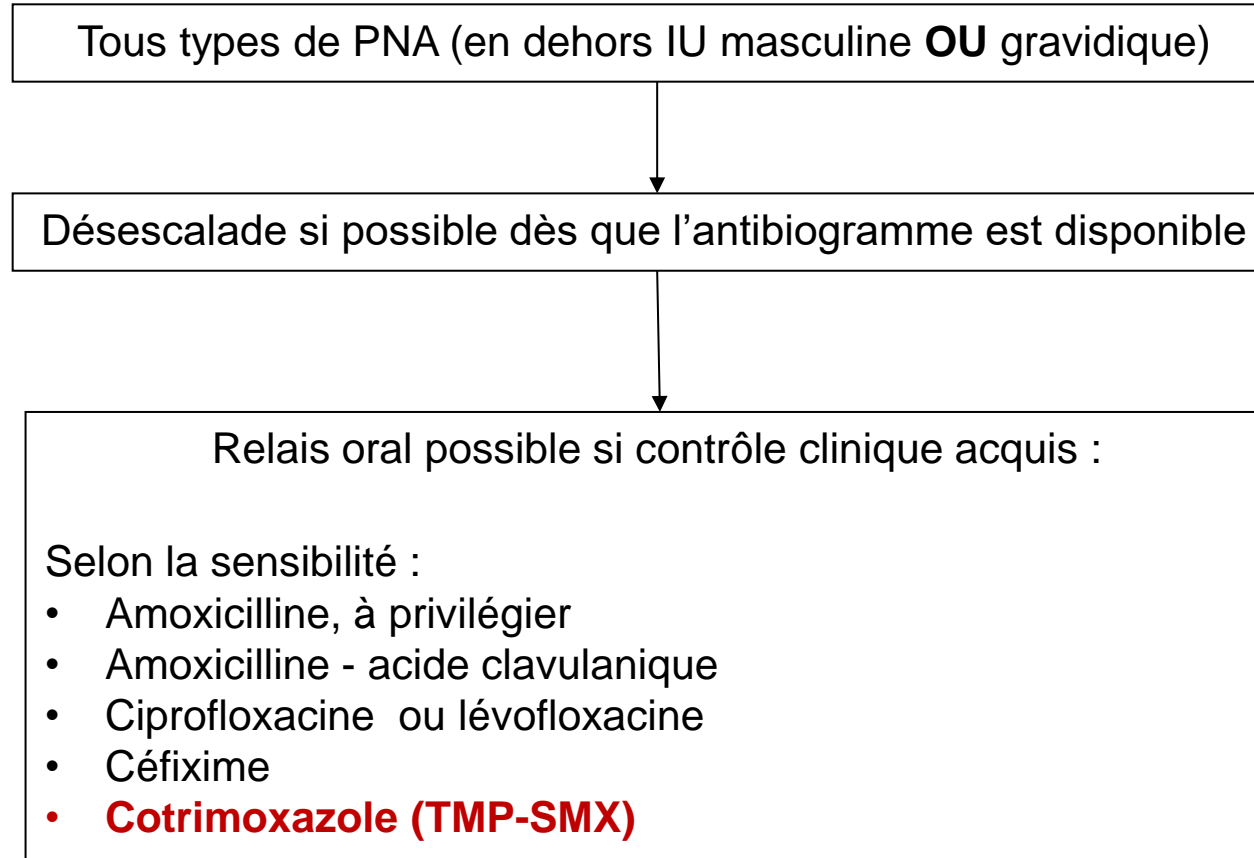 Tous types de PNA (en dehors IU masculine OU gravidique)
Désescalade si possible dès que l’antibiogramme est disponible
Relais oral possible si contrôle clinique acquis :
Selon la sensibilité :
• Amoxicilline, à privilégier
• Amoxicilline - acide clavulanique
• Ciprofloxacine ou lévofloxacine
• Céfixime
• Cotrimoxazole (TMP-SMX)